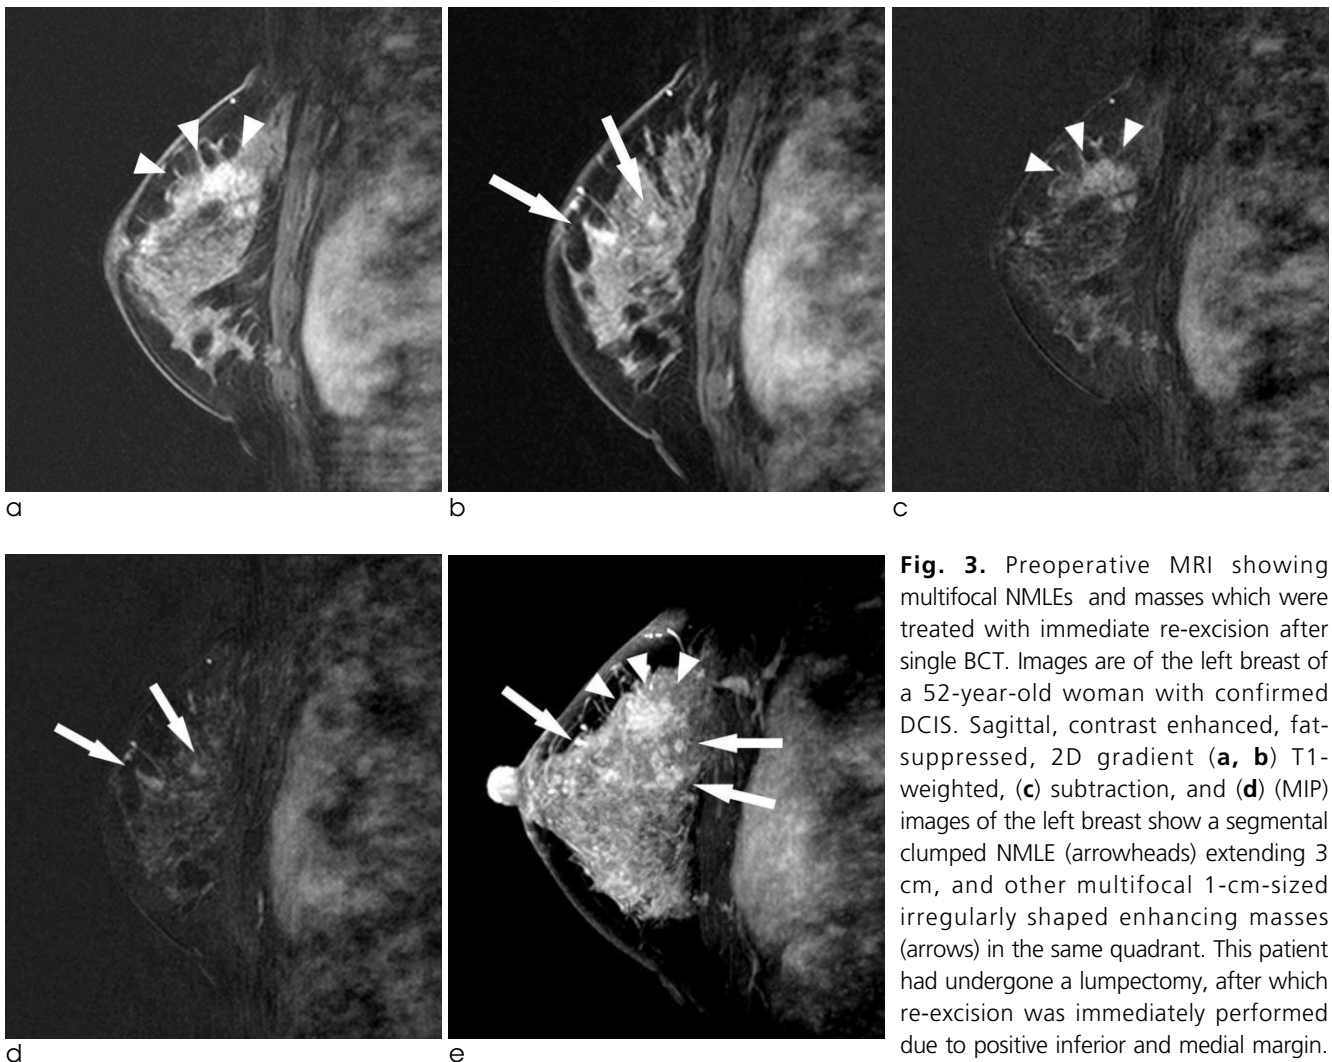 a
b
c
d
e
Fig. 3. Preoperative MRI showing
multifocal NMLEs and masses which were
treated with immediate re-excision after
single BCT. Images are of the left breast of
a 52-year-old woman with confirmed
DCIS. Sagittal, contrast enhanced, fat-
suppressed, 2D gradient (a, b) T1-
weighted, (c) subtraction, and (d) (MIP)
images of the left breast show a segmental
clumped NMLE (arrowheads) extending 3
cm, and other multifocal 1-cm-sized
irregularly shaped enhancing masses
(arrows) in the same quadrant. This patient
had undergone a lumpectomy, after which
re-excision was immediately performed
due to positive inferior and medial margin.